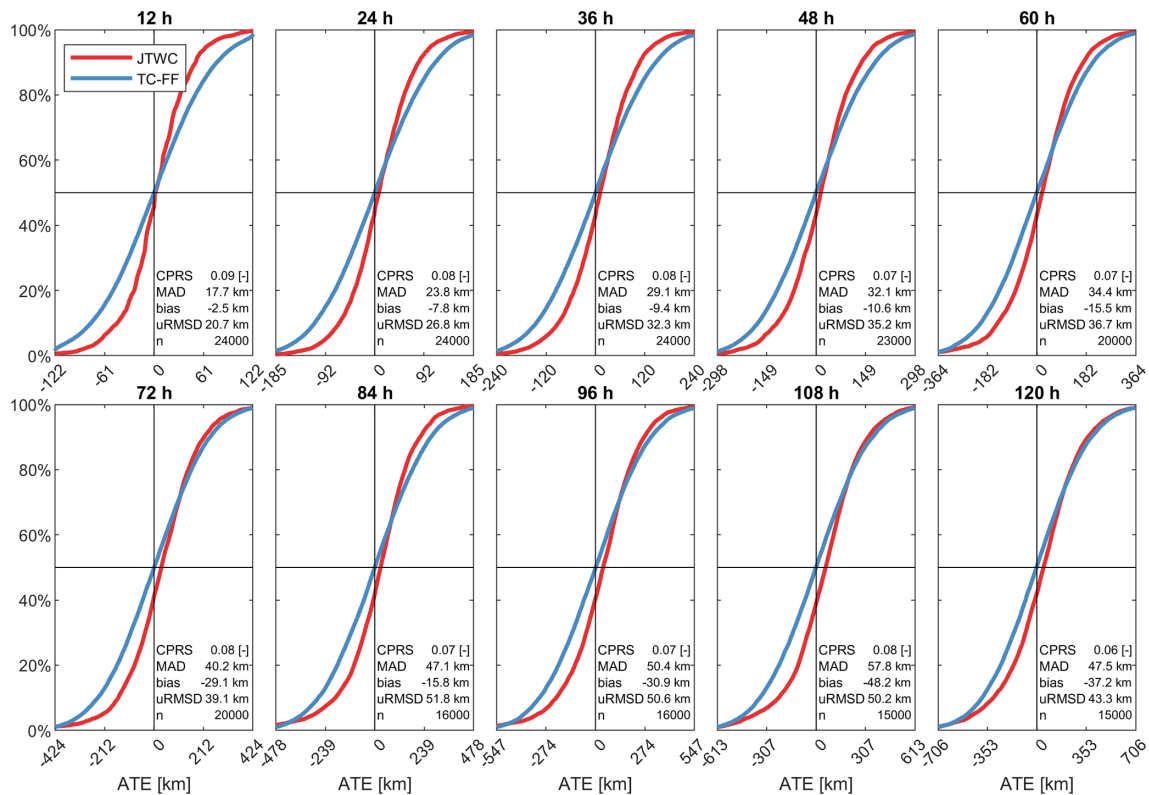 12 h 24 h 36 h 48 h 60 h
100%
80%
60%
40%
20%
0%
JTWC
TC-FF
CPRS 0.09 [-]
MAD 17.7 km
bias -2.5 km
uRMSD 20.7 km
n 24000
CPRS 0.08 [-]
MAD 23.8 km
bias -7.8 km
uRMSD 26.8 km
n 24000
CPRS 0.08 [-]
MAD 29.1 km
bias -9.4 km
uRMSD 32.3 km
n 24000
CPRS 0.07 [-]
MAD 32.1 km
bias -10.6 km
uRMSD 35.2 km
n 23000
CPRS 0.07 [-]
MAD 34.4 km
bias -15.5 km
uRMSD 36.7 km
n 20000
-122 -61 0 61 122
-185 -92 0 92 185
-240 -120 0 120 240
-298 -149 0 149 298
-364 -182 0 182 364
72 h 84 h 96 h 108 h 120 h
100%
80%
60%
40%
20%
0%
CPRS 0.08 [-]
MAD 40.2 km
bias -29.1 km
uRMSD 39.1 km
n 20000
CPRS 0.07 [-]
MAD 47.1 km
bias -15.8 km
uRMSD 51.8 km
n 16000
CPRS 0.07 [-]
MAD 50.4 km
bias -30.9 km
uRMSD 50.6 km
n 16000
CPRS 0.08 [-]
MAD 57.8 km
bias -48.2 km
uRMSD 50.2 km
n 15000
CPRS 0.06 [-]
MAD 47.5 km
bias -37.2 km
uRMSD 43.3 km
n 15000
-424 -212 0 212 424
-478 -239 0 239 478
-547 -274 0 274 547
-613 -307 0 307 613
-706 -353 0 353 706
ATE [km] ATE [km] ATE [km] ATE [km] ATE [km]